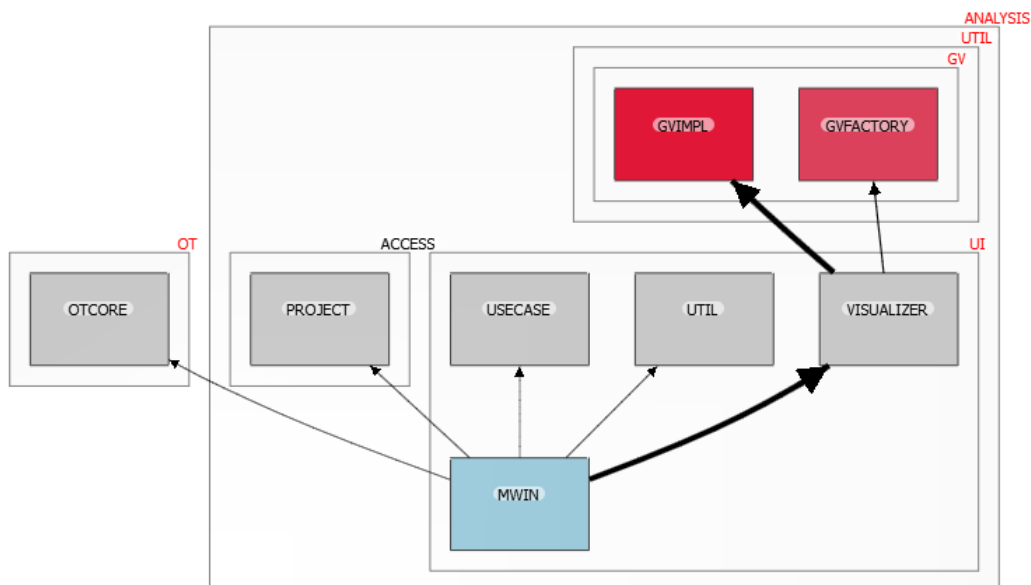 ANALYSIS
UTIL
GV
GVIMPL
GVFACTORY
OT
ACCESS
UI
OTCORE
PROJECT
USECASE
UTIL
VISUALIZER
MWIN